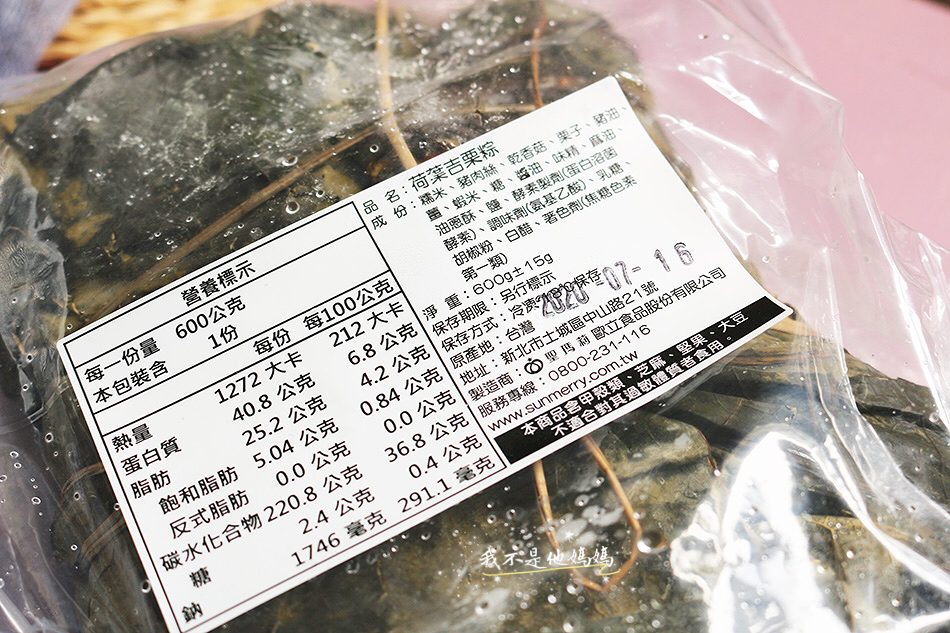 品 名：荷葉吉栗粽
成 份：糯米、豬肉絲、乾香菇、栗子、豬油、
薑、蝦米、糖、醬油、味精、麻油、
油蔥酥、鹽、酵素製劑(蛋白溶菌
酵素)、調味劑(氨基乙酸)、乳糖、
胡椒粉、白醋、著色劑(焦糖色素
第一類)
淨 重：600g±15g
保存期限：另行標示
2020-07-16
保存方式：冷凍-18℃保存
原產地：台灣
地址：新北市土城區中山路21號
製造商：聖瑪莉 歐立食品股份有限公司
服務專線：0800-231-116
www.sunmerry.com.tw
本商品含甲殼類、芝麻、堅果、大豆
不適合對其過敏體質者食用。
營養標示
每一份量 600公克
本包裝含 1份
每份 每100公克
熱量 1272 大卡 212 大卡
蛋白質 40.8 公克 6.8 公克
脂肪 25.2 公克 4.2 公克
飽和脂肪 5.04 公克 0.84 公克
反式脂肪 0.0 公克 0.0 公克
碳水化合物 220.8 公克 36.8 公克
糖 2.4 公克 0.4 公克
鈉 1746 毫克 291.1 毫克
我不是他媽媽